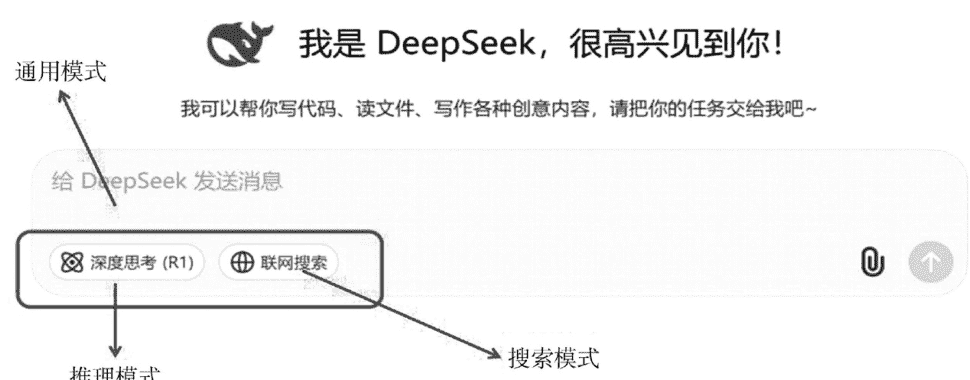 我是 DeepSeek，很高兴见到你！
通用模式
我可以帮你写代码、读文件、写作各种创意内容，请把你的任务交给我吧~
给 DeepSeek 发送消息
深度思考 (R1) 联网搜索
搜索模式
推理模式